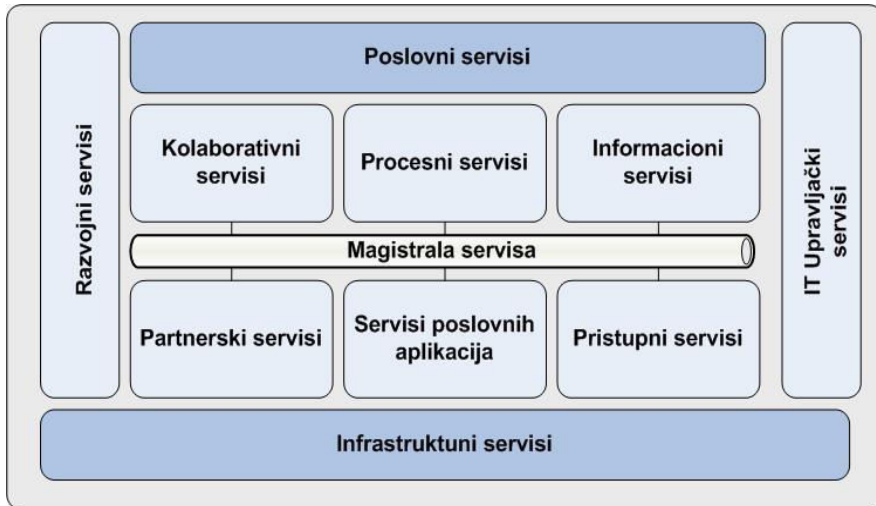 Poslovni servisi
Razvojni servisi
Kolaborativni
servisi
Procesni servisi
Informacioni
servisi
IT Upravljački
servisi
Magistrala servisa
Partnerski servisi
Servisi poslovnih
aplikacija
Pristupni servisi
Infrastruktuni servisi